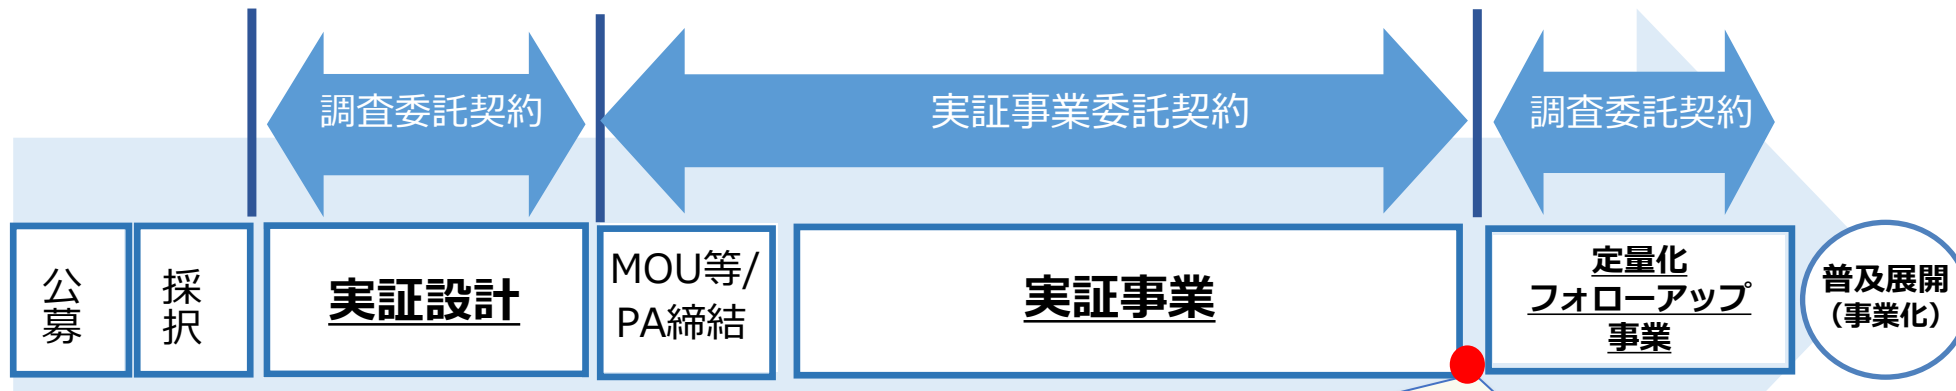 調査委託契約
実証事業委託契約
調査委託契約
公募
採択
実証設計
MOU等/
PA締結
実証事業
定量化
フォローアップ
事業
普及展開
（事業化）